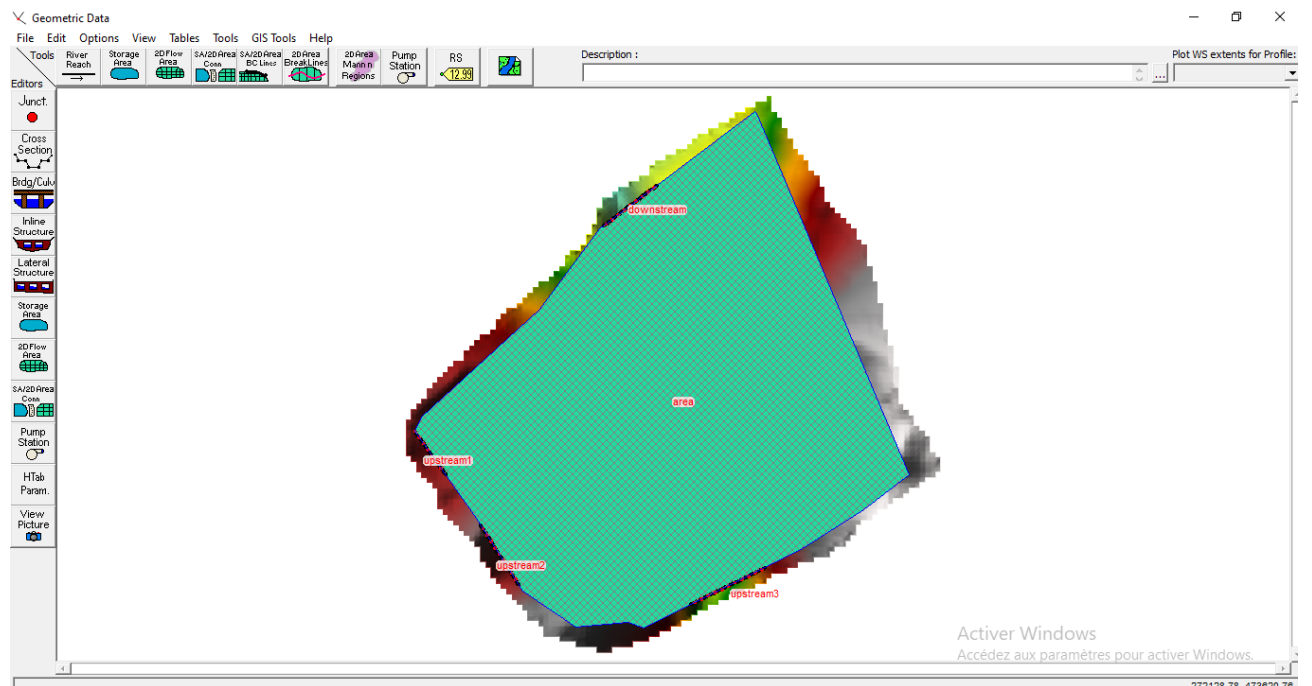 Geometric Data
File Edit Options View Tables Tools GIS Tools Help
Tools
Editors
River
Reach
Storage
Area
2D Flow
Area
SA/2D Area
Conn
SA/2D Area
BC Lines
2D Area
BreakLines
2D Area
Mann n
Regions
Pump
Station
RS
12.99
Description :
...
Plot WS extents for Profile:
Junct.
Cross
Section
Brdg/Culv
Inline
Structure
Lateral
Structure
Storage
Area
2D Flow
Area
SA/2D Area
Conn
Pump
Station
HTab
Param.
View
Picture
downstream
area
upstream1
upstream2
upstream3
Activer Windows
Accédez aux paramètres pour activer Windows.